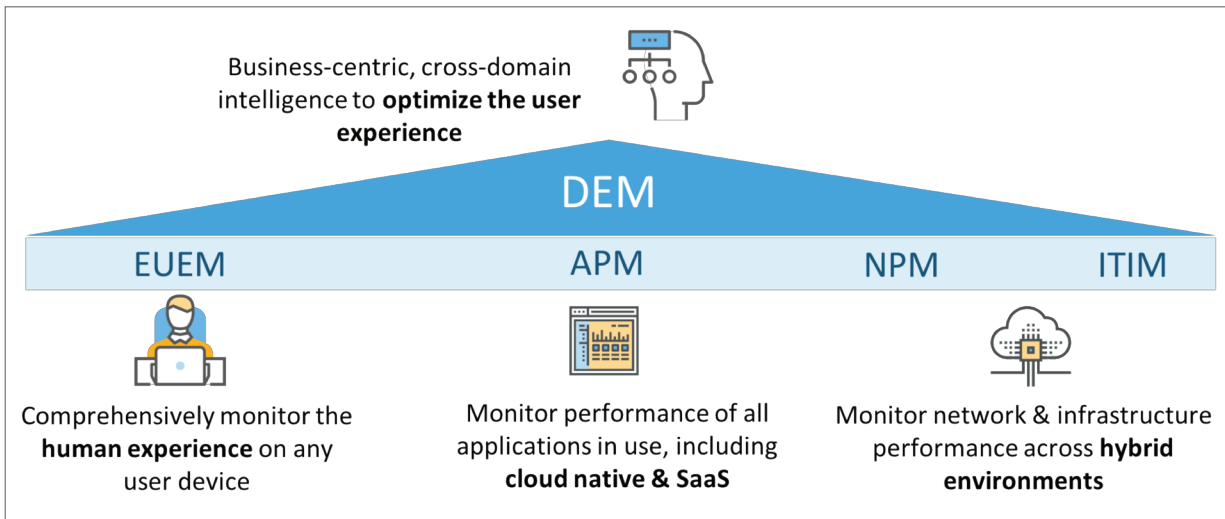 Business-centric, cross-domain
intelligence to optimize the user
experience
DEM
EUEM
APM
NPM
ITIM
Comprehensively monitor the
human experience on any
user device
Monitor performance of all
applications in use, including
cloud native & SaaS
Monitor network & infrastructure
performance across hybrid
environments